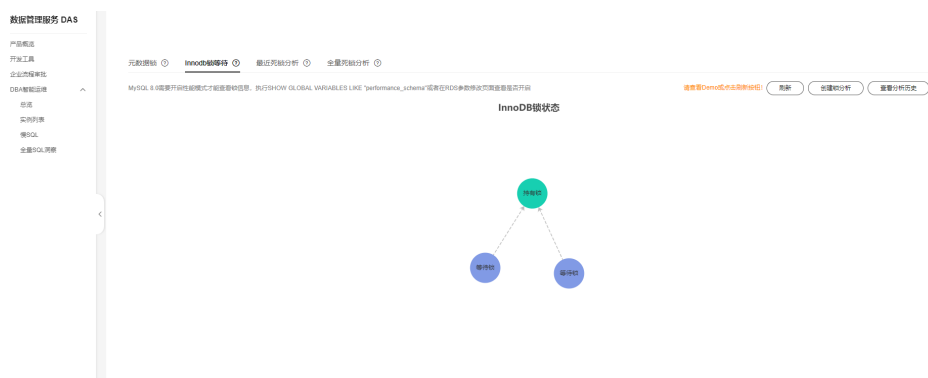 数据管理服务 DAS
产品概览
开发工具
企业流程审批
DBA智能运维
总览
实例列表
慢SQL
全量SQL洞察
元数据锁
Innodb锁等待
最近死锁分析
全量死锁分析
MySQL 8.0需要开启性能模式才能查看锁信息，执行SHOW GLOBAL VARIABLES LIKE "performance_schema"或者在RDS参数修改页面查看是否开启
请查看Demo或点击刷新按钮!
刷新
创建锁分析
查看分析历史
InnoDB锁状态
持有锁
等待锁
等待锁